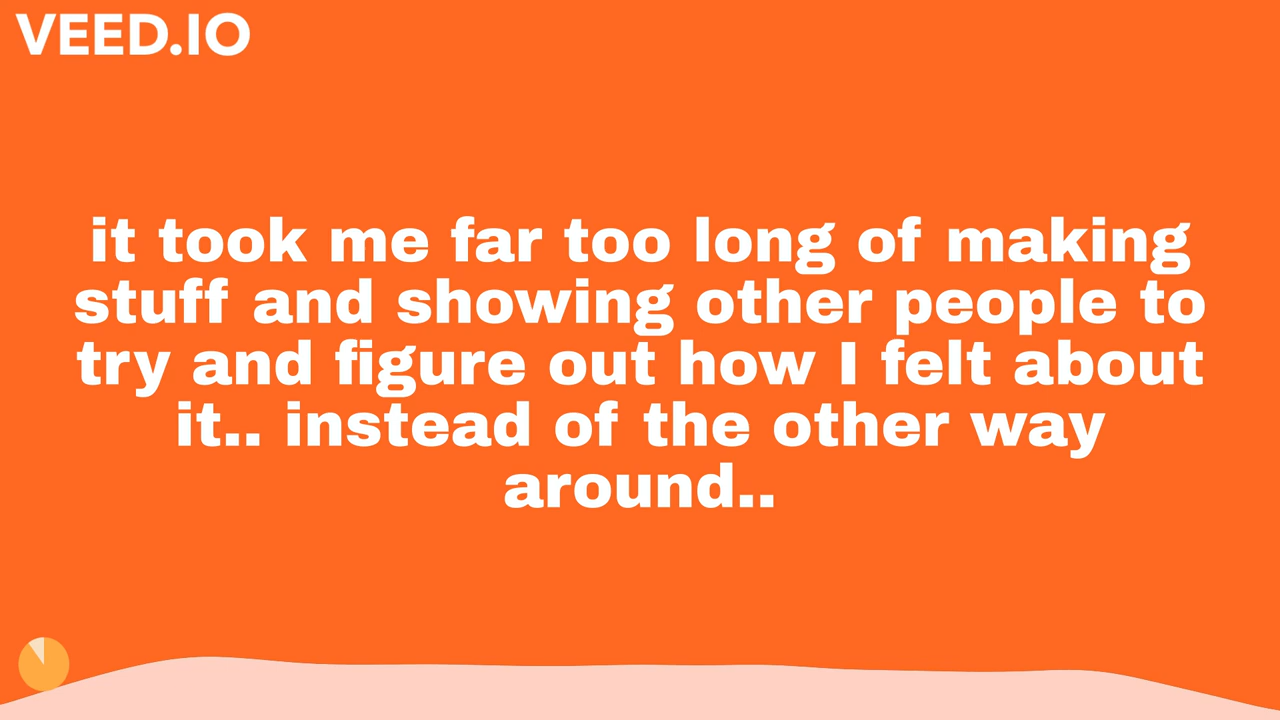 VEED.IO
it took me far too long of making
stuff and showing other people to
try and figure out how I felt about
it.. instead of the other way
around..